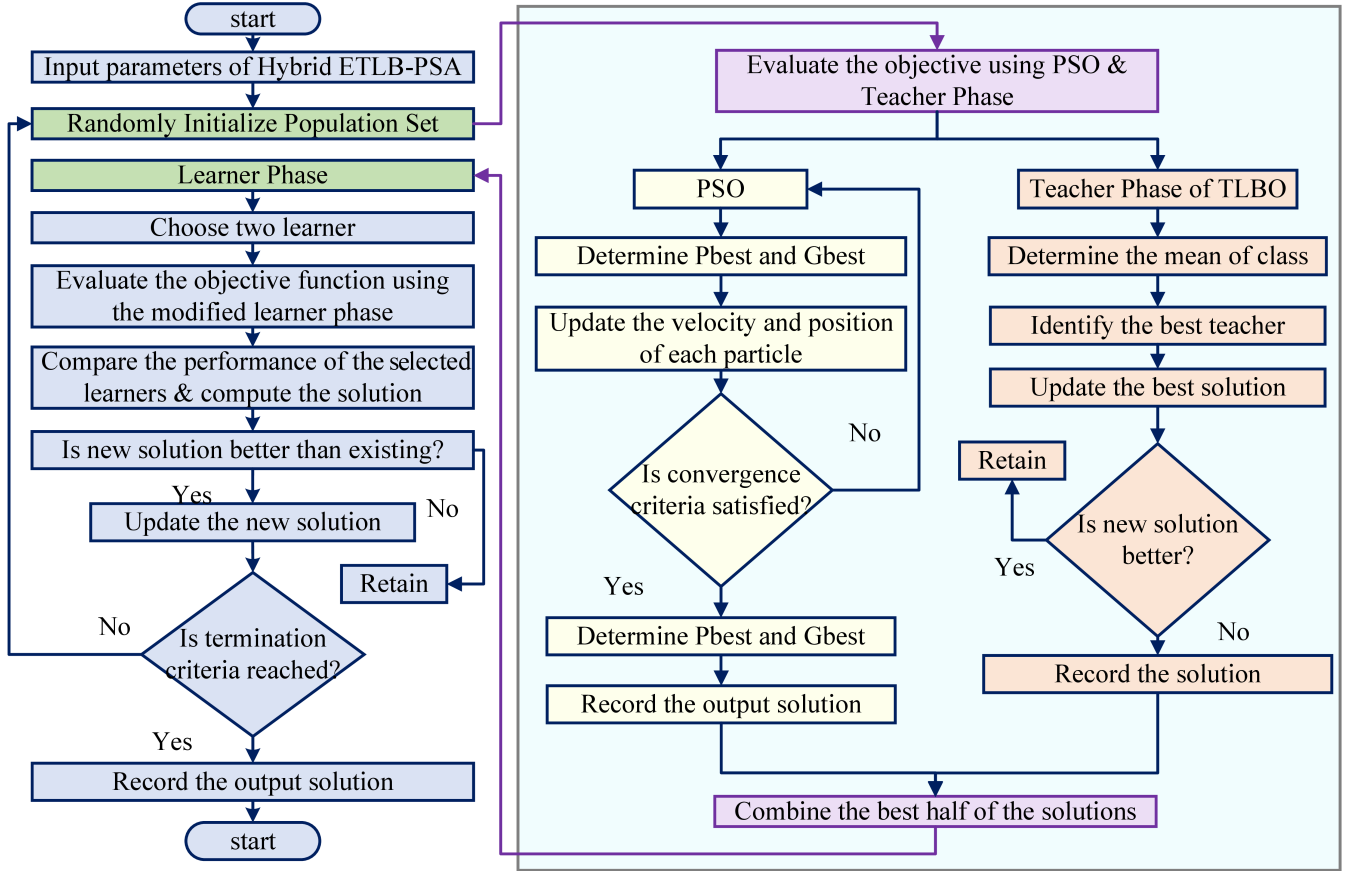 start
Input parameters of Hybrid ETLB-PSA
Randomly Initialize Population Set
Learner Phase
Choose two learner
Evaluate the objective function using
the modified learner phase
Compare the performance of the selected
learners & compute the solution
Is new solution better than existing?
Yes
No
Update the new solution
Retain
No
Is termination
criteria reached?
Yes
Record the output solution
start
Evaluate the objective using PSO &
Teacher Phase
PSO
Determine Pbest and Gbest
Update the velocity and position
of each particle
No
Is convergence
criteria satisfied?
Yes
Determine Pbest and Gbest
Record the output solution
Teacher Phase of TLBO
Determine the mean of class
Identify the best teacher
Update the best solution
Retain
Is new solution
better?
Yes
No
Record the solution
Combine the best half of the solutions